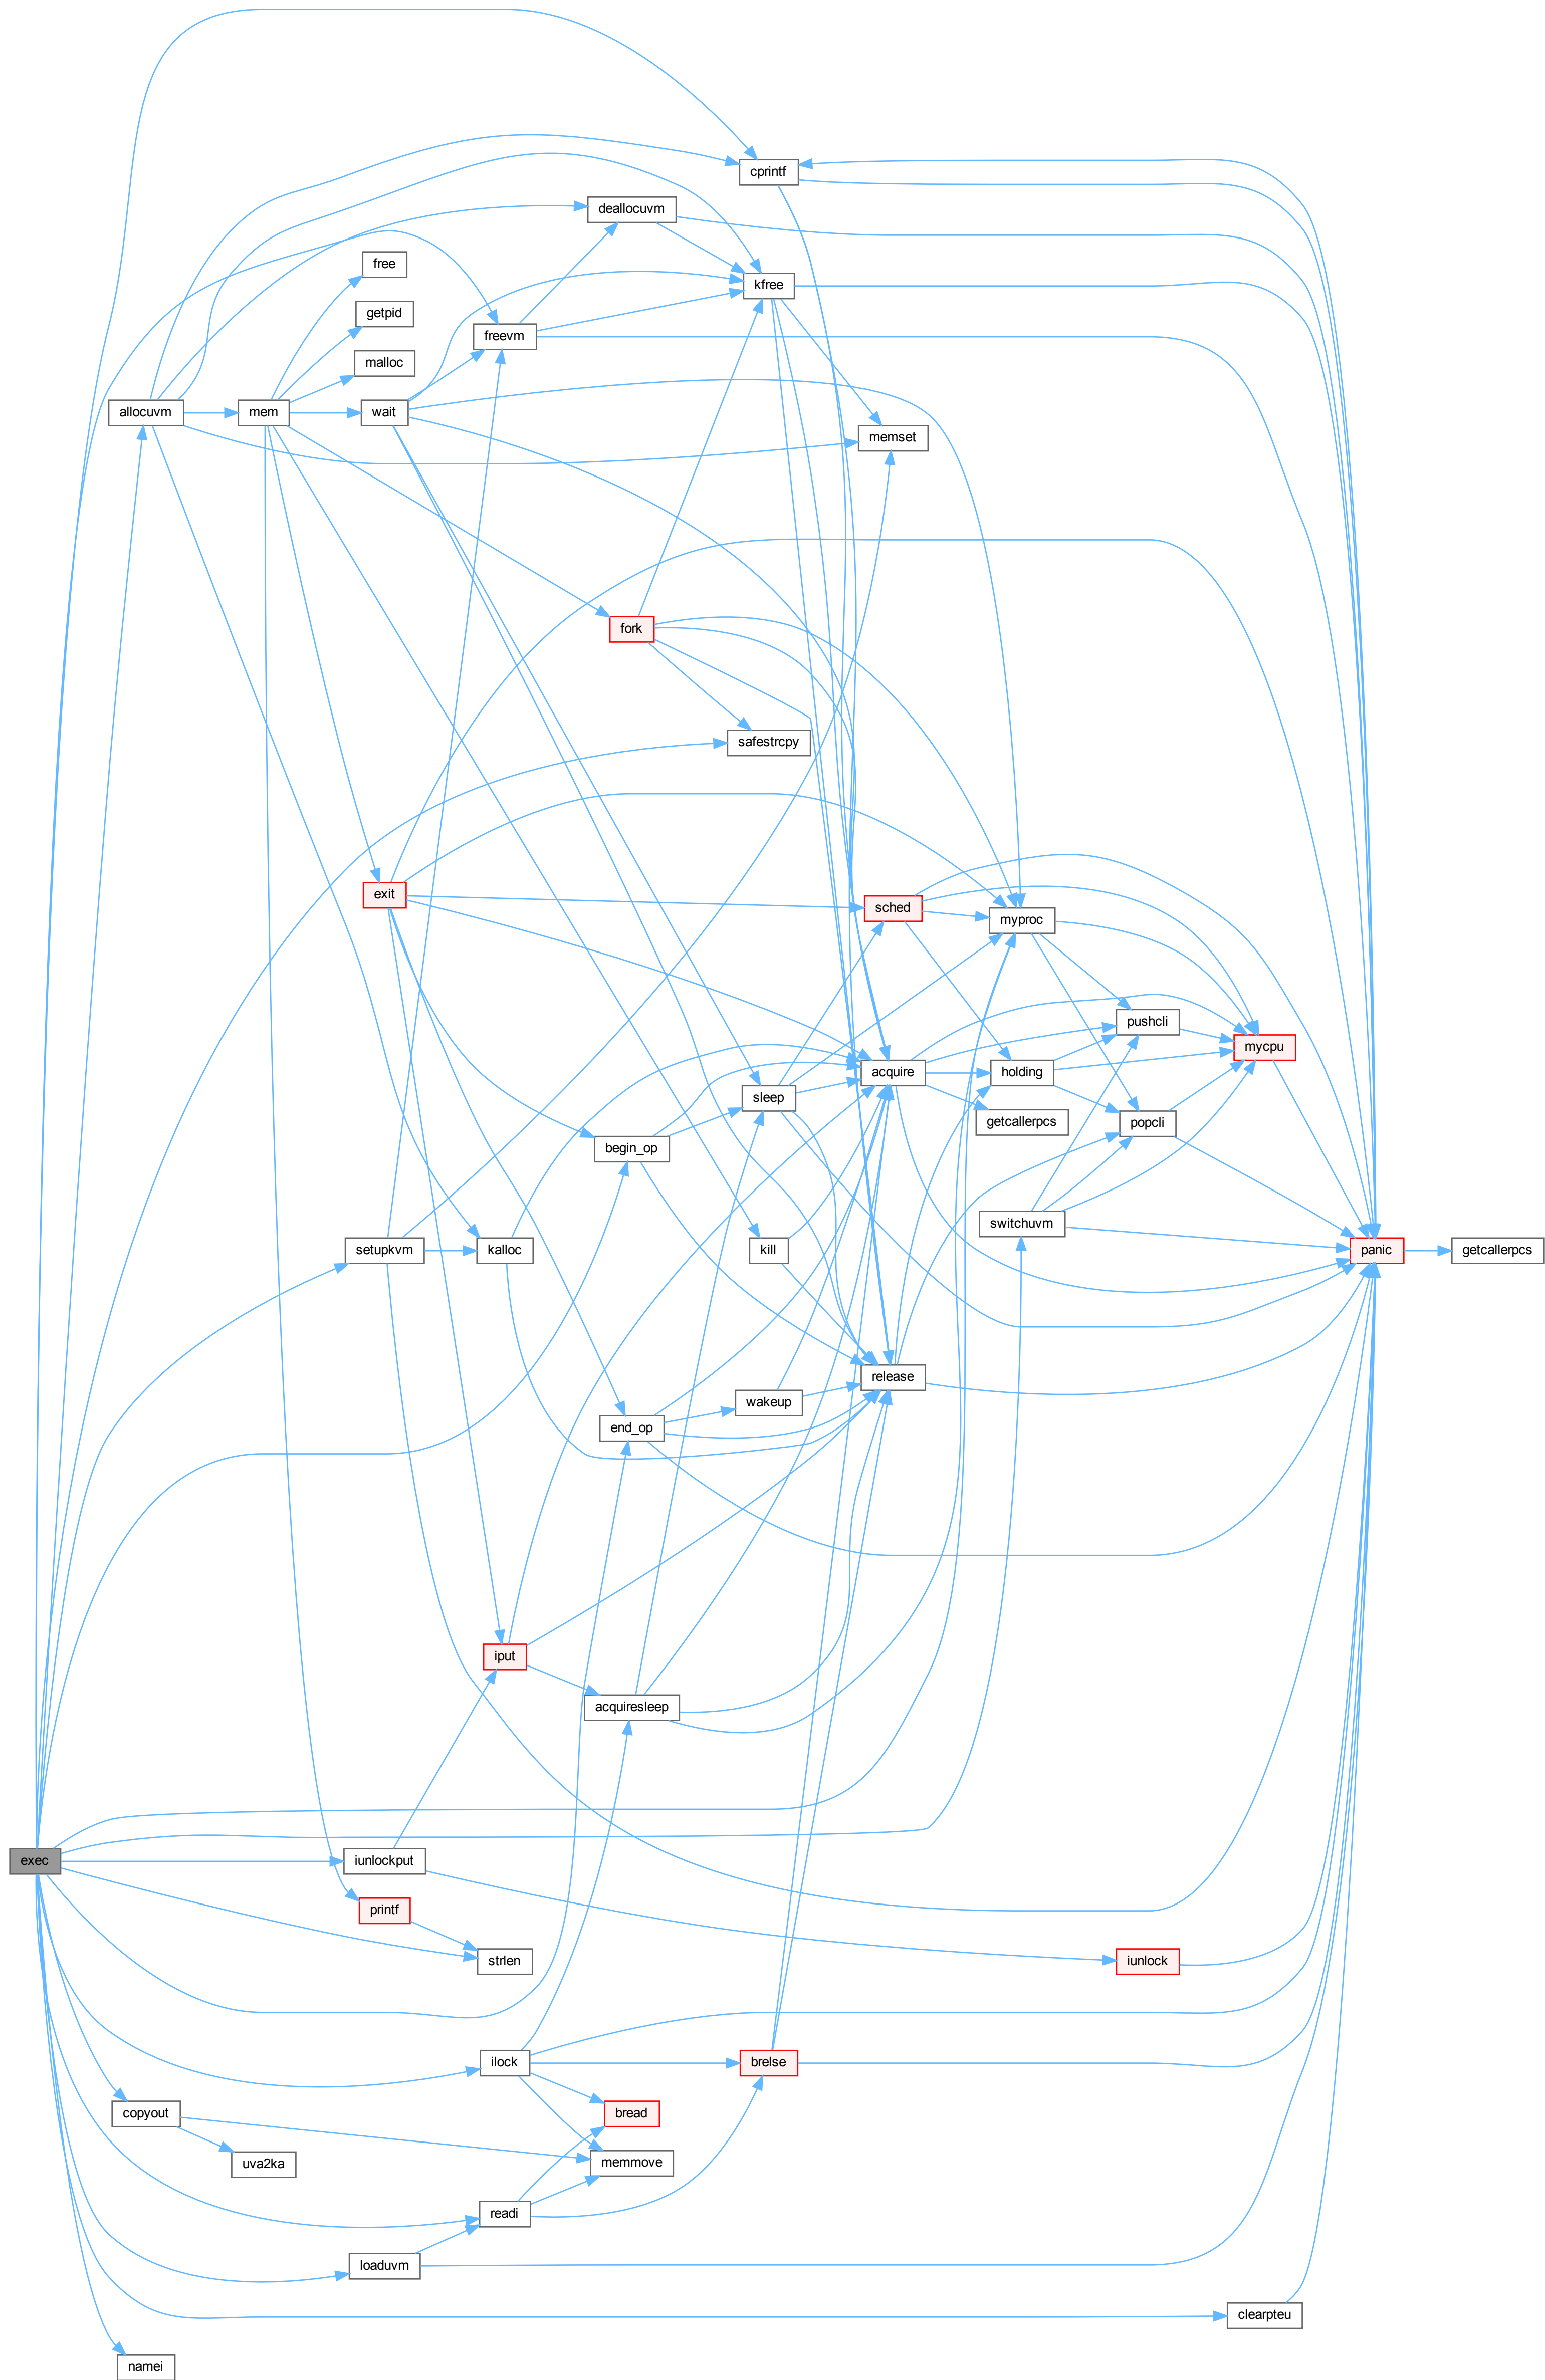 cprintf
deallocuvm
free
kfree
getpid
freevm
malloc
allocuvm
mem
wait
memset
fork
safestrcpy
exit
sched
myproc
pushcli
mycpu
acquire
holding
sleep
getcallerpcs
popcli
begin_op
switchuvm
setupkvm
kalloc
kill
panic
getcallerpcs
release
wakeup
end_op
iput
acquiresleep
exec
iunlockput
printf
strlen
iunlock
ilock
brelse
copyout
bread
uva2ka
memmove
readi
loaduvm
clearpteu
namei